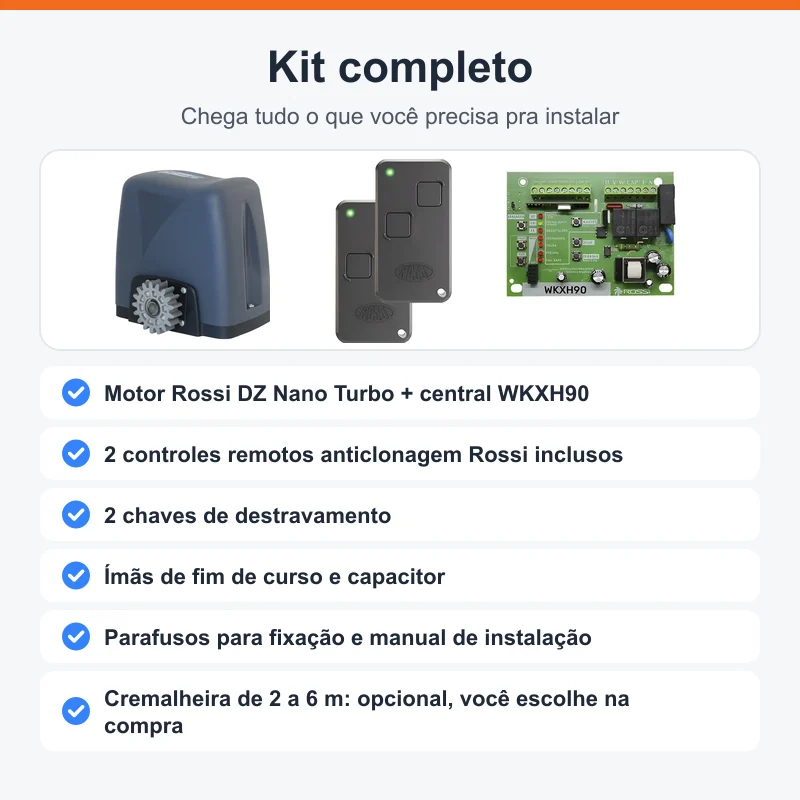 Kit completo
Chega tudo o que você precisa pra instalar
WKXH90
ROSSI
Motor Rossi DZ Nano Turbo + central WKXH90
2 controles remotos anticlonagem Rossi inclusos
2 chaves de destravamento
Ímãs de fim de curso e capacitor
Parafusos para fixação e manual de instalação
Cremalheira de 2 a 6 m: opcional, você escolhe na
compra